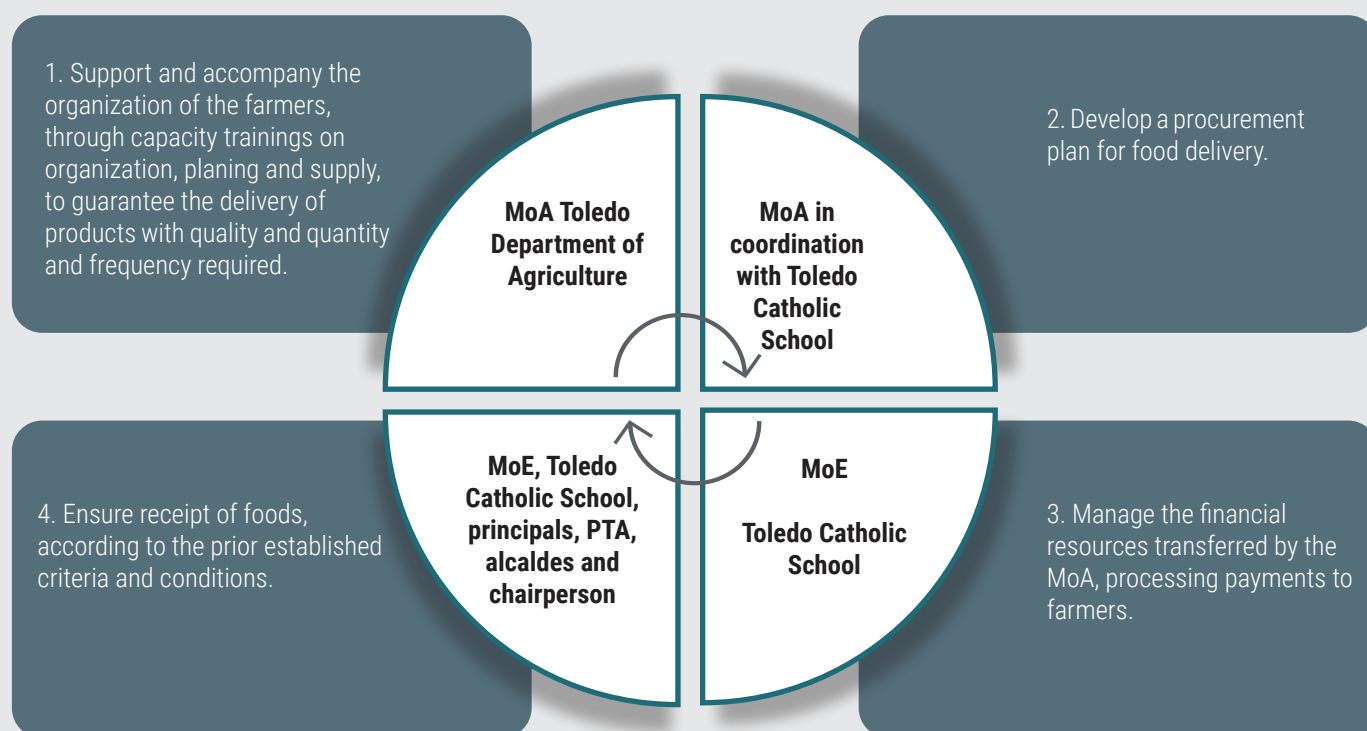 1. Support and accompany the
organization of the farmers,
through capacity trainings on
organization, planing and supply,
to guarantee the delivery of
products with quality and quantity
and frequency required.
MoA Toledo
Department of
Agriculture
MoA in
coordination
with Toledo
Catholic
School
2. Develop a procurement
plan for food delivery.
4. Ensure receipt of foods,
according to the prior established
criteria and conditions.
MoE, Toledo
Catholic School,
principals, PTA,
alcaldes and
chairperson
MoE
Toledo Catholic
School
3. Manage the financial
resources transferred by the
MoA, processing payments to
farmers.